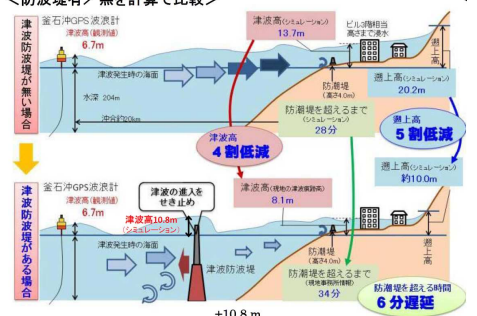 ＜防波堤有／無を計算で比較＞
津波防波堤が無い場合
釜石沖GPS波浪計
津波高(観測値)
6.7m
津波発生時の海面
水深 204m
沖合約20km
津波高(シミュレーション)
13.7m
ビル3階相当
高さまで浸水
防潮堤
(高さ4.0m)
遡上高
遡上高(シミュレーション)
20.2m
防潮堤を超えるまで
(シミュレーション)
28分
津波高
4割低減
遡上高
5割低減
津波防波堤がある場合
釜石沖GPS波浪計
津波高(観測値)
6.7m
津波の進入を
せき止め
津波高10.8m
(シミュレーション)
津波発生時の海面
津波防波堤
津波高(現地の津波痕跡高)
8.1m
防潮堤
(高さ4.0m)
遡上高
遡上高(シミュレーション)
約10.0m
防潮堤を超えるまで
(現地事務所情報)
34分
防潮堤を超える時間
6分遅延
+10.8 m